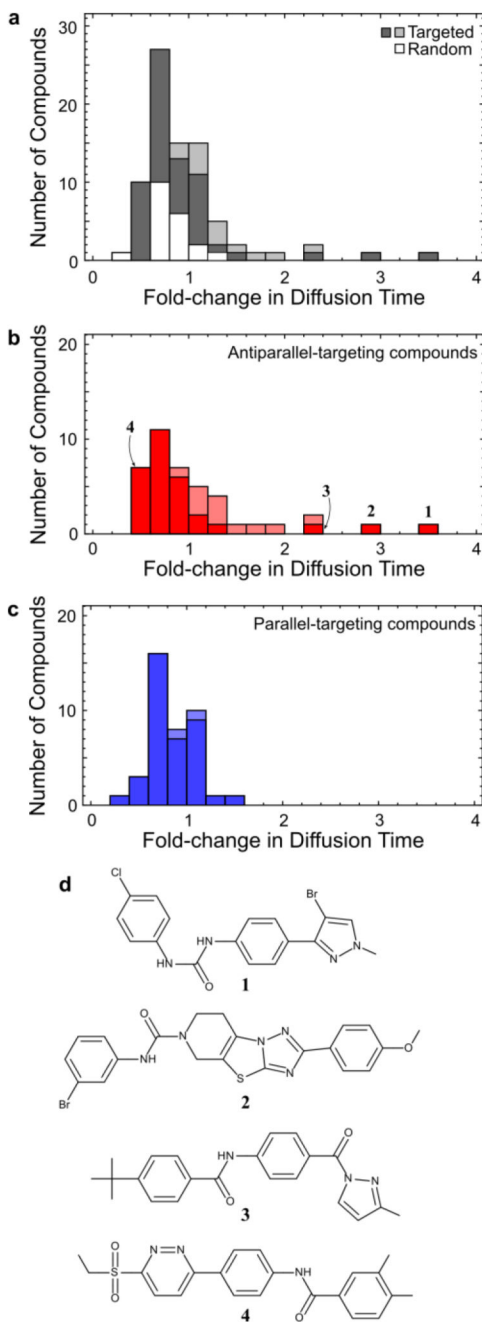 a
30
20
10
0
Number of Compounds
Targeted
Random
0 1 2 3 4
Fold-change in Diffusion Time
b
20
10
0
Number of Compounds
Antiparallel-targeting compounds
4
3
2
1
0 1 2 3 4
Fold-change in Diffusion Time
c
20
10
0
Number of Compounds
Parallel-targeting compounds
0 1 2 3 4
Fold-change in Diffusion Time
d
Cl
Br
NH
NH
O
N
N
1
O
N
NH
Br
S
N
N
N
O
2
NH
O
O
N
N
3
O
S
O
N
N
NH
O
4